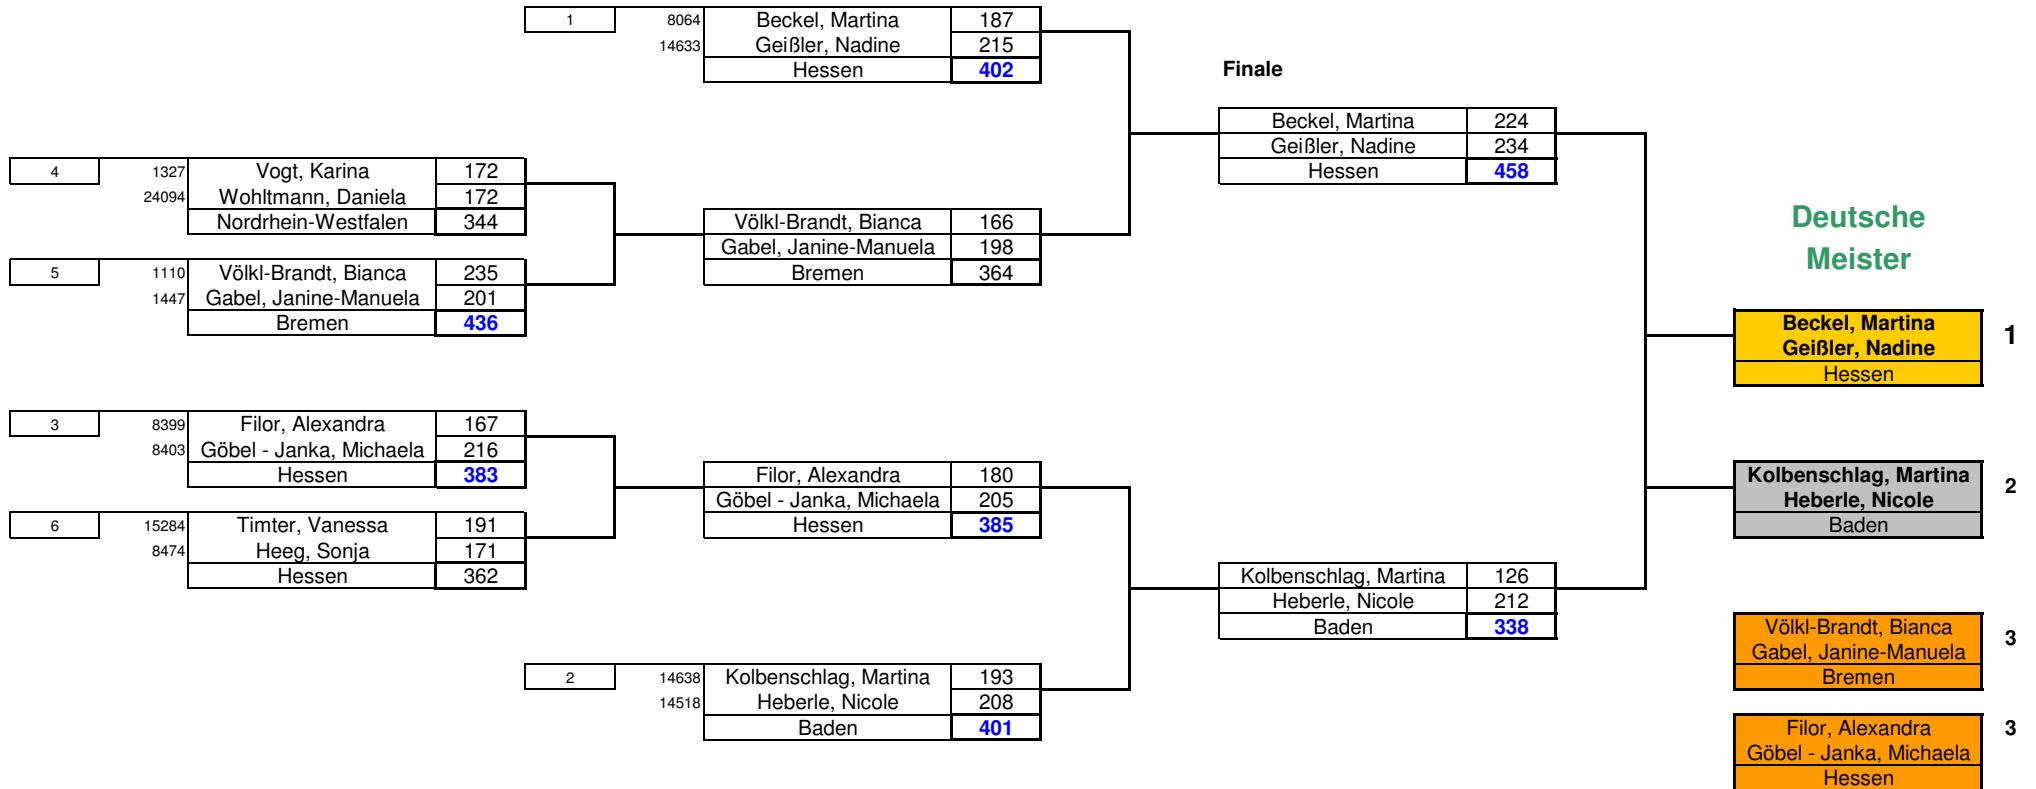 1 8064 Beckel, Martina 187
14633 Geißler, Nadine 215
Hessen 402
Finale
Beckel, Martina 224
Geißler, Nadine 234
Hessen 458
4 1327 Vogt, Karina 172
24094 Wohltmann, Daniela 172
Nordrhein-Westfalen 344
Völkl-Brandt, Bianca 166
Gabel, Janine-Manuela 198
Bremen 364
5 1110 Völkl-Brandt, Bianca 235
1447 Gabel, Janine-Manuela 201
Bremen 436
Deutsche
Meister
Beckel, Martina 1
Geißler, Nadine
Hessen
3 8399 Filor, Alexandra 167
8403 Göbel - Janka, Michaela 216
Hessen 383
Filor, Alexandra 180
Göbel - Janka, Michaela 205
Hessen 385
Kolbenschlag, Martina 2
Heberle, Nicole
Baden
6 15284 Timter, Vanessa 191
8474 Heeg, Sonja 171
Hessen 362
Kolbenschlag, Martina 126
Heberle, Nicole 212
Baden 338
Völkl-Brandt, Bianca 3
Gabel, Janine-Manuela
Bremen
2 14638 Kolbenschlag, Martina 193
14518 Heberle, Nicole 208
Baden 401
Filor, Alexandra 3
Göbel - Janka, Michaela
Hessen